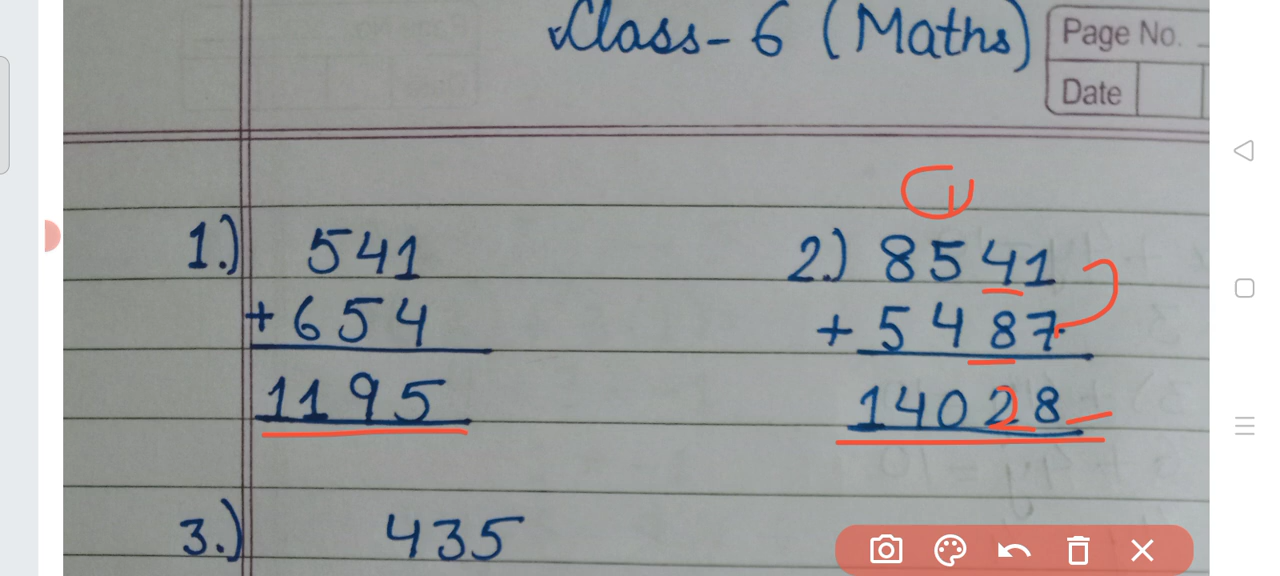 Class-6 (Maths)
Page No.
Date
1
1.) 541
+ 654
1195
2.) 8541
+ 5487
14028
3.) 435